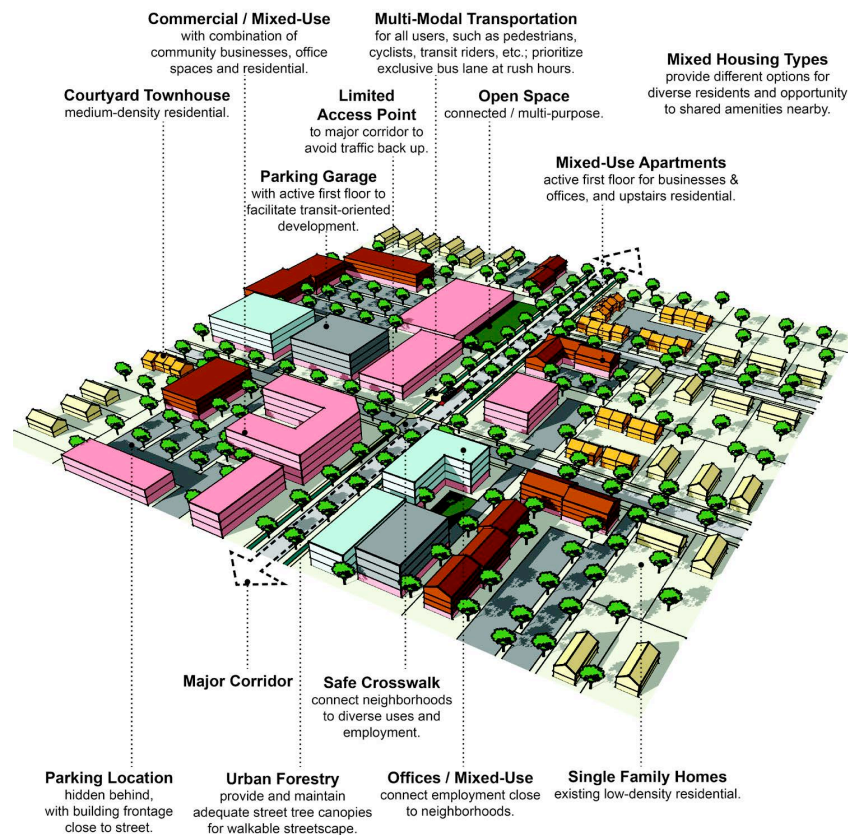 Commercial / Mixed-Use
with combination of
community businesses, office
spaces and residential.
Multi-Modal Transportation
for all users, such as pedestrians,
cyclists, transit riders, etc.; prioritize
exclusive bus lane at rush hours.
Mixed Housing Types
provide different options for
diverse residents and opportunity
to shared amenities nearby.
Courtyard Townhouse
medium-density residential.
Limited
Access Point
to major corridor to
avoid traffic back up.
Open Space
connected / multi-purpose.
Parking Garage
with active first floor to
facilitate transit-oriented
development.
Mixed-Use Apartments
active first floor for businesses &
offices, and upstairs residential.
Major Corridor
Safe Crosswalk
connect neighborhoods
to diverse uses and
employment.
Parking Location
hidden behind,
with building frontage
close to street.
Urban Forestry
provide and maintain
adequate street tree canopies
for walkable streetscape.
Offices / Mixed-Use
connect employment close
to neighborhoods.
Single Family Homes
existing low-density residential.